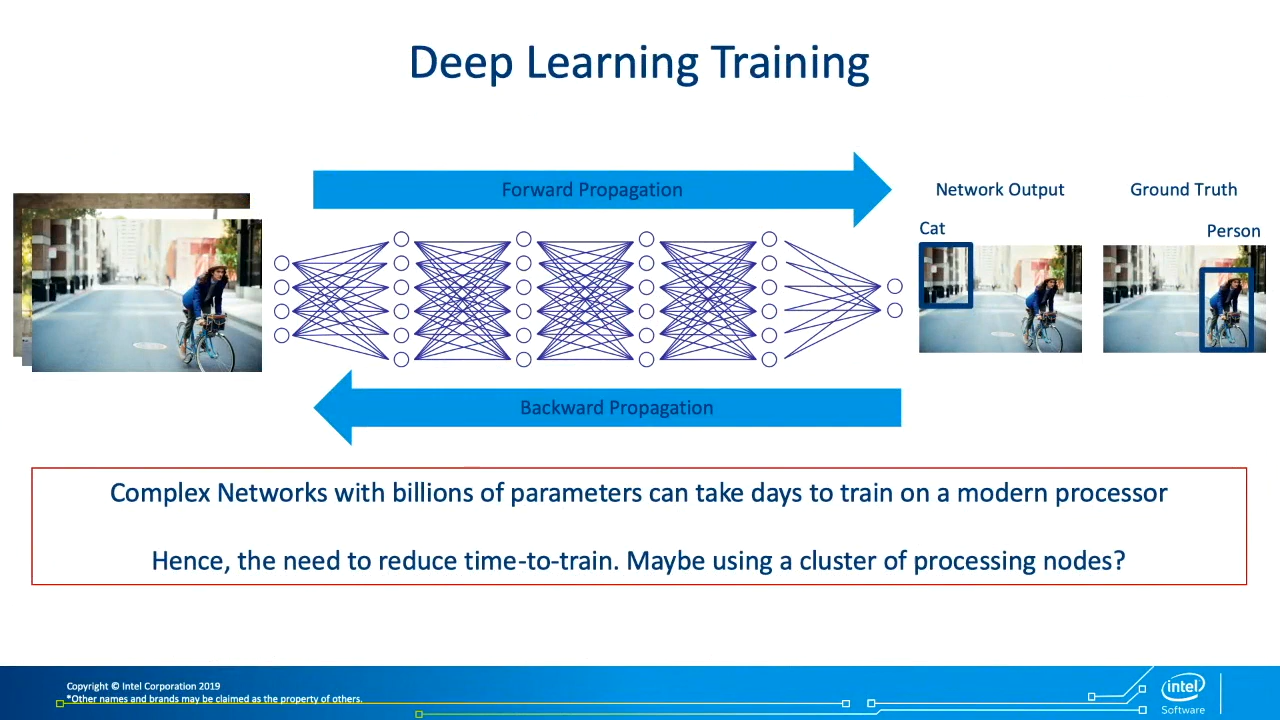 Deep Learning Training
Forward Propagation
Network Output
Ground Truth
Cat
Person
Backward Propagation
Complex Networks with billions of parameters can take days to train on a modern processor
Hence, the need to reduce time-to-train. Maybe using a cluster of processing nodes?
Copyright © Intel Corporation 2019
*Other names and brands may be claimed as the property of others.
intel
Software